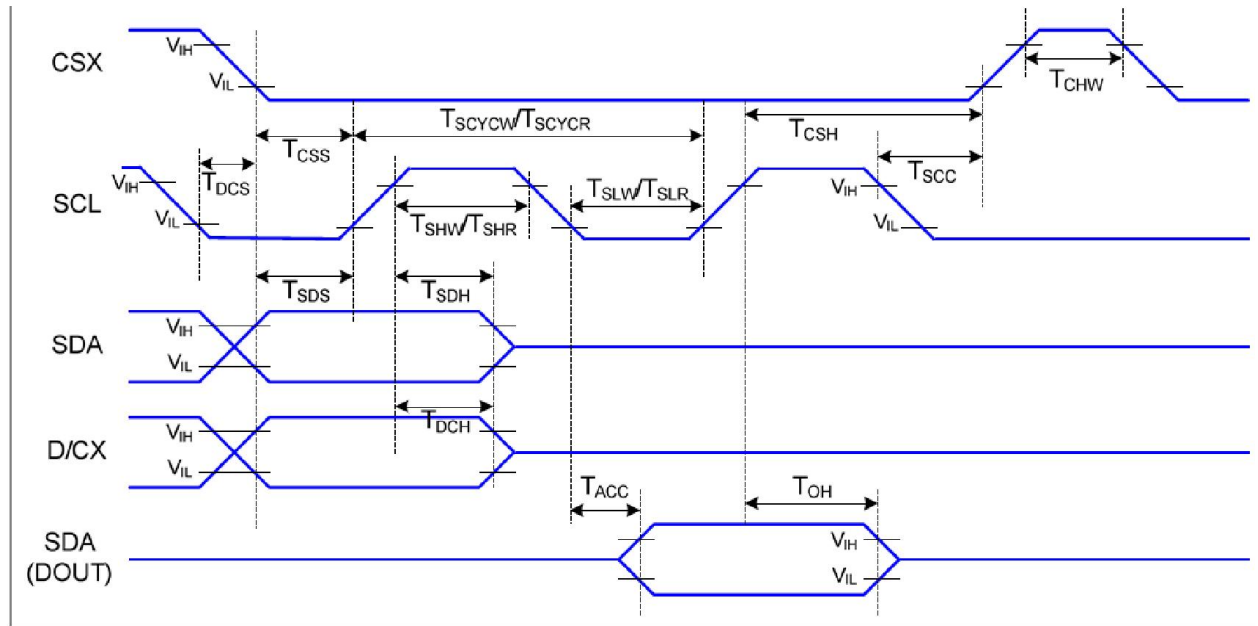 CSX
VIH
VIL
TCHW
TSCYCW/TSCYCR
TCSH
TCSS
TDCS
TSCC
SCL
VIH
VIL
TSHW/TSHR
TSLW/TSLR
VIH
VIL
TSDS
TSDH
SDA
VIH
VIL
TDCH
D/CX
VIH
VIL
TACC
TOH
SDA
(DOUT)
VIH
VIL